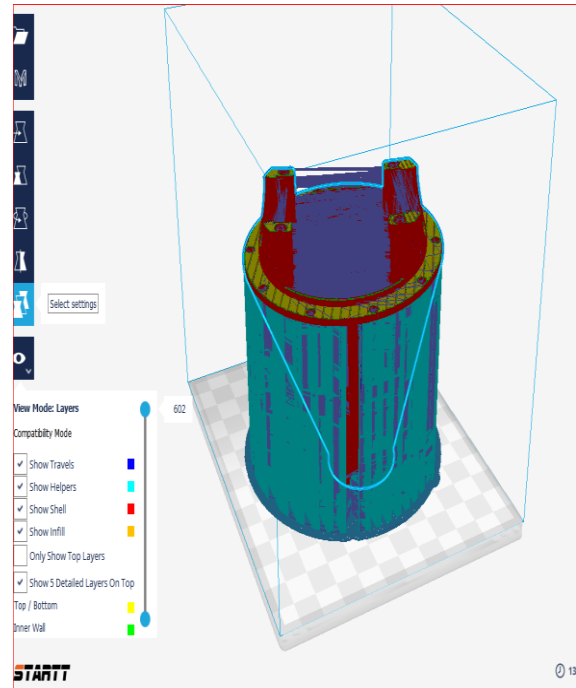 Select settings
View Mode: Layers
602
Compatibility Mode
Show Travels
Show Helpers
Show Shell
Show Infill
Only Show Top Layers
Show 5 Detailed Layers On Top
Top / Bottom
Inner Wall
STARTT
13